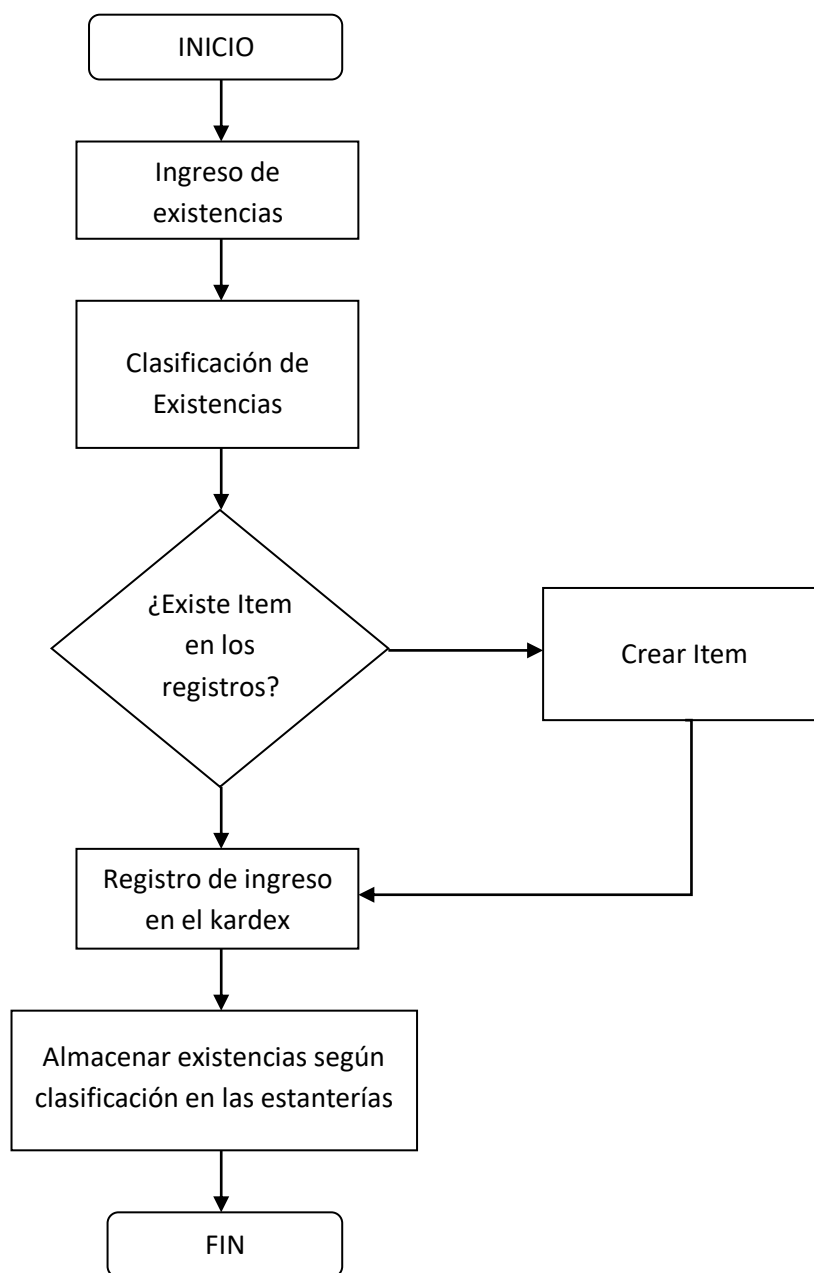 INICIO
Ingreso de
existencias
Clasificación de
Existencias
¿Existe Item
en los
registros?
Crear Item
Registro de ingreso
en el kardex
Almacenar existencias según
clasificación en las estanterías
FIN